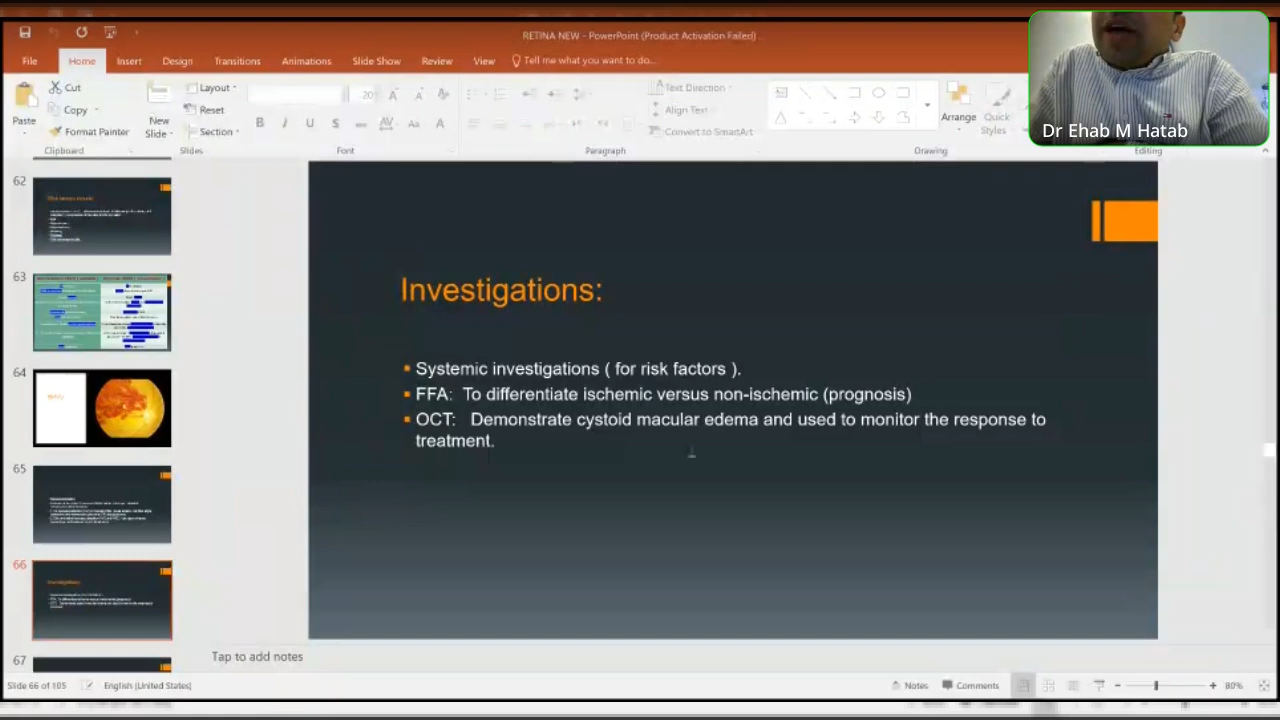 RETINA NEW - PowerPoint (Product Activation Failed)
File Home Insert Design Transitions Animations Slide Show Review View Tell me what you want to do...
Paste
Cut
Copy
Format Painter
Clipboard
New
Slide
Layout
Reset
Section
Slides
20
B I U S
Font
Paragraph
Text Direction
Align Text
Convert to SmartArt
Arrange
Quick
Styles
Drawing
Editing
Dr Ehab M Hatab
62
63
64
65
66
67
Investigations:
Systemic investigations ( for risk factors ).
FFA: To differentiate ischemic versus non-ischemic (prognosis)
OCT: Demonstrate cystoid macular edema and used to monitor the response to
treatment.
Tap to add notes
Slide 66 of 105 English (United States) Notes Comments 80%